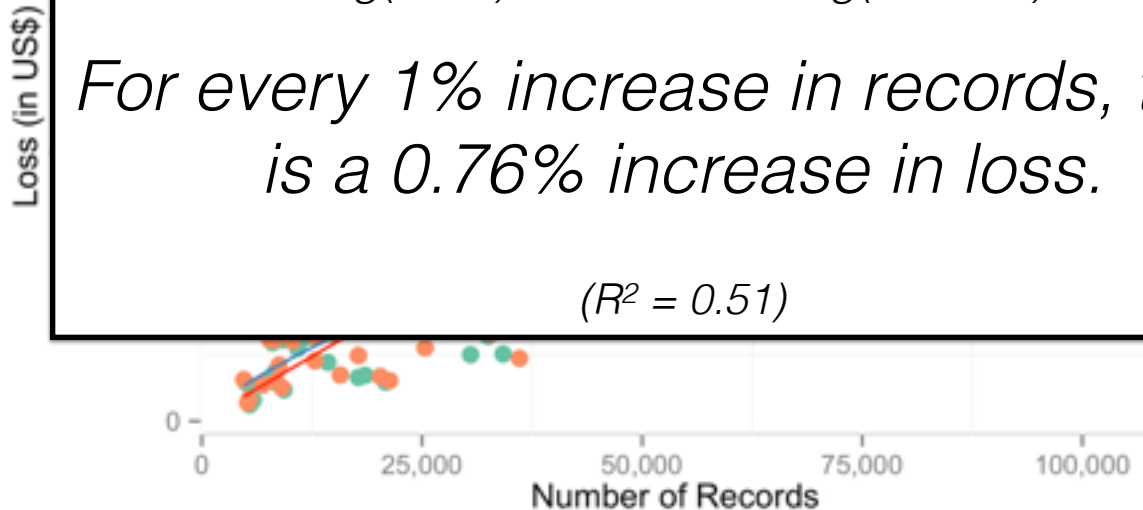 Loss (in US$)
For every 1% increase in records,
is a 0.76% increase in loss.
(R² = 0.51)
0
0 25,000 50,000 75,000 100,000
Number of Records